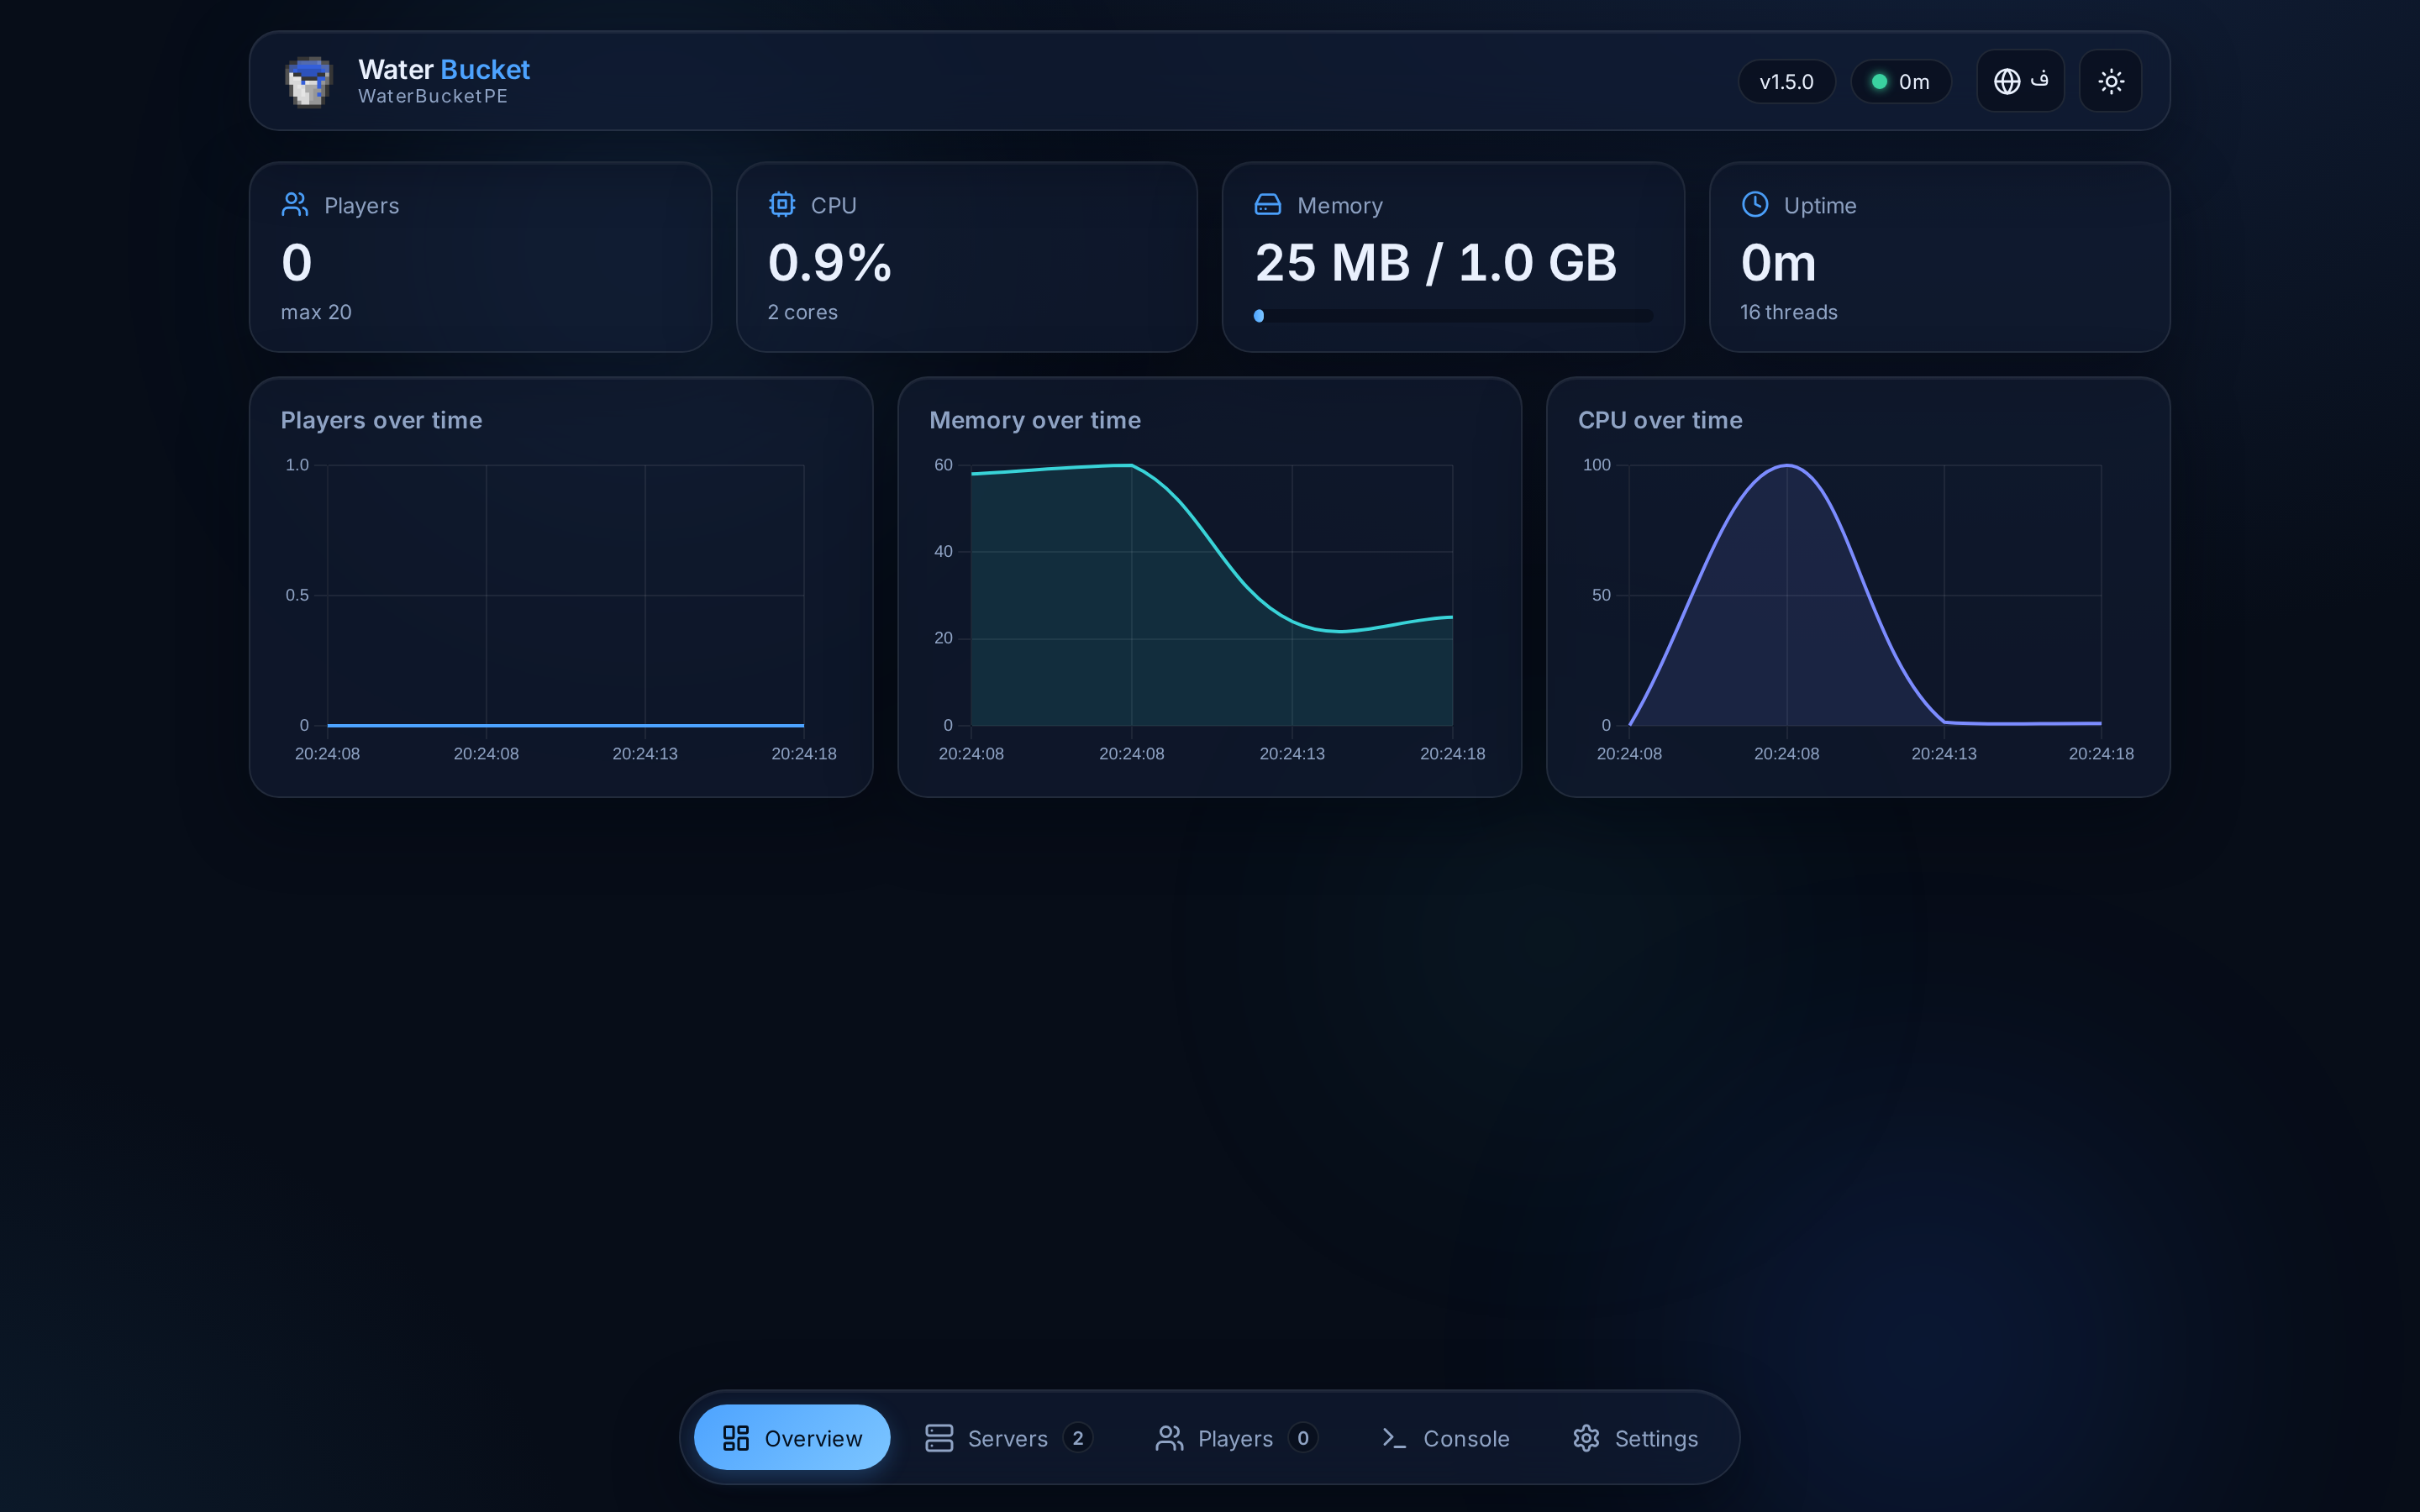 Water Bucket
WaterBucketPE
v1.5.0
0m
ف
Players
0
max 20
CPU
0.9%
2 cores
Memory
25 MB / 1.0 GB
Uptime
0m
16 threads
Players over time
1.0
0.5
0
20:24:08 20:24:08 20:24:13 20:24:18
Memory over time
60
40
20
0
20:24:08 20:24:08 20:24:13 20:24:18
CPU over time
100
50
0
20:24:08 20:24:08 20:24:13 20:24:18
Overview
Servers 2
Players 0
Console
Settings